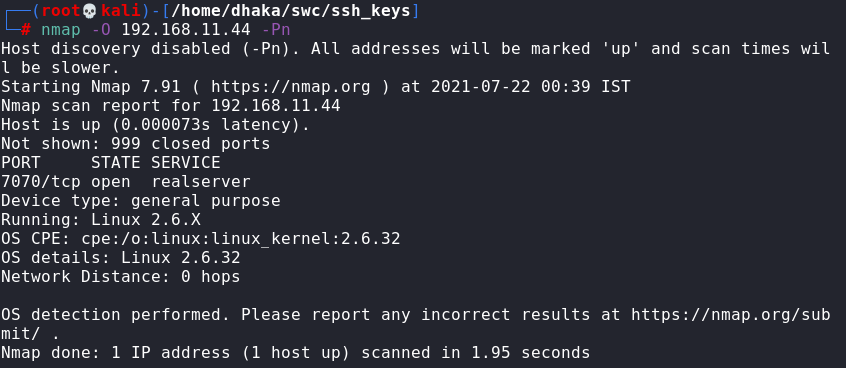 ┌──(root💀kali)-[/home/dhaka/swc/ssh_keys]
└─# nmap -O 192.168.11.44 -Pn
Host discovery disabled (-Pn). All addresses will be marked 'up' and scan times wil
l be slower.
Starting Nmap 7.91 ( https://nmap.org ) at 2021-07-22 00:39 IST
Nmap scan report for 192.168.11.44
Host is up (0.000073s latency).
Not shown: 999 closed ports
PORT     STATE SERVICE
7070/tcp open  realserver
Device type: general purpose
Running: Linux 2.6.X
OS CPE: cpe:/o:linux:linux_kernel:2.6.32
OS details: Linux 2.6.32
Network Distance: 0 hops

OS detection performed. Please report any incorrect results at https://nmap.org/sub
mit/ .
Nmap done: 1 IP address (1 host up) scanned in 1.95 seconds